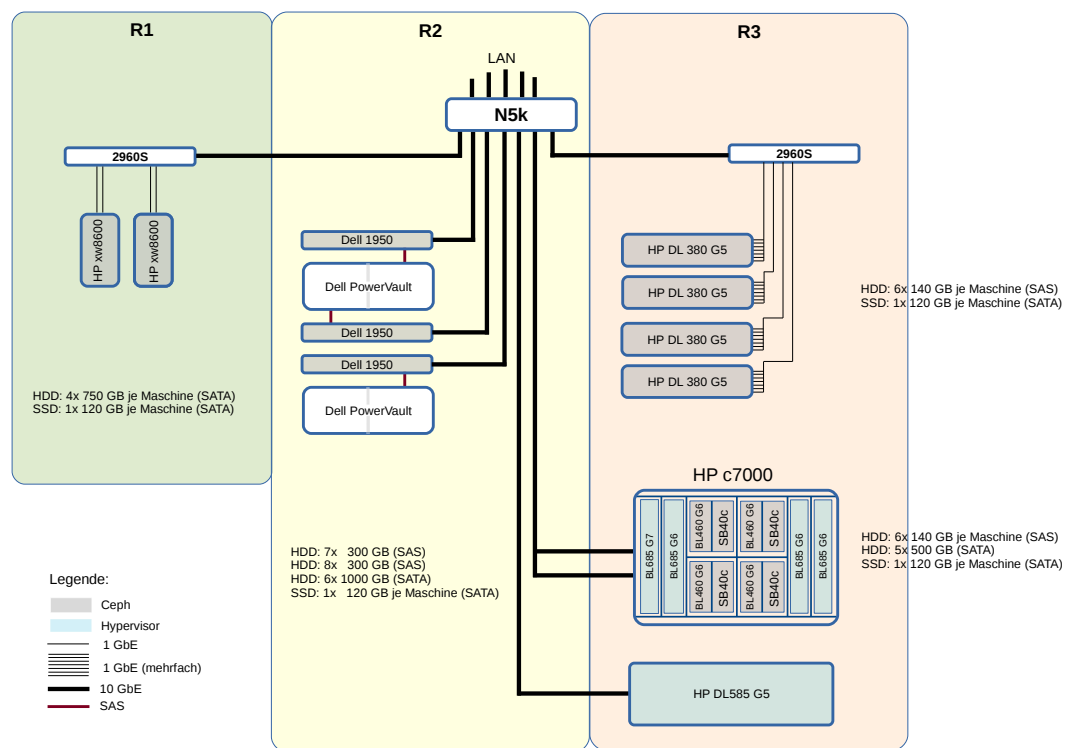 R1
R2
R3
LAN
N5k
2960S
2960S
HP xw8600
HP xw8600
Dell 1950
Dell PowerVault
Dell 1950
Dell 1950
Dell PowerVault
HP DL 380 G5
HP DL 380 G5
HP DL 380 G5
HP DL 380 G5
HDD: 6x 140 GB je Maschine (SAS)
SSD: 1x 120 GB je Maschine (SATA)
HDD: 4x 750 GB je Maschine (SATA)
SSD: 1x 120 GB je Maschine (SATA)
HP c7000
BL685 G7
BL685 G6
BL460 G6
SB40c
BL460 G6
SB40c
BL460 G6
SB40c
BL460 G6
SB40c
BL685 G6
BL685 G6
HDD: 6x 140 GB je Maschine (SAS)
HDD: 5x 500 GB (SATA)
SSD: 1x 120 GB je Maschine (SATA)
HDD: 7x 300 GB (SAS)
HDD: 8x 300 GB (SAS)
HDD: 6x 1000 GB (SATA)
SSD: 1x 120 GB je Maschine (SATA)
HP DL585 G5
Legende:
Ceph
Hypervisor
1 GbE
1 GbE (mehrfach)
10 GbE
SAS